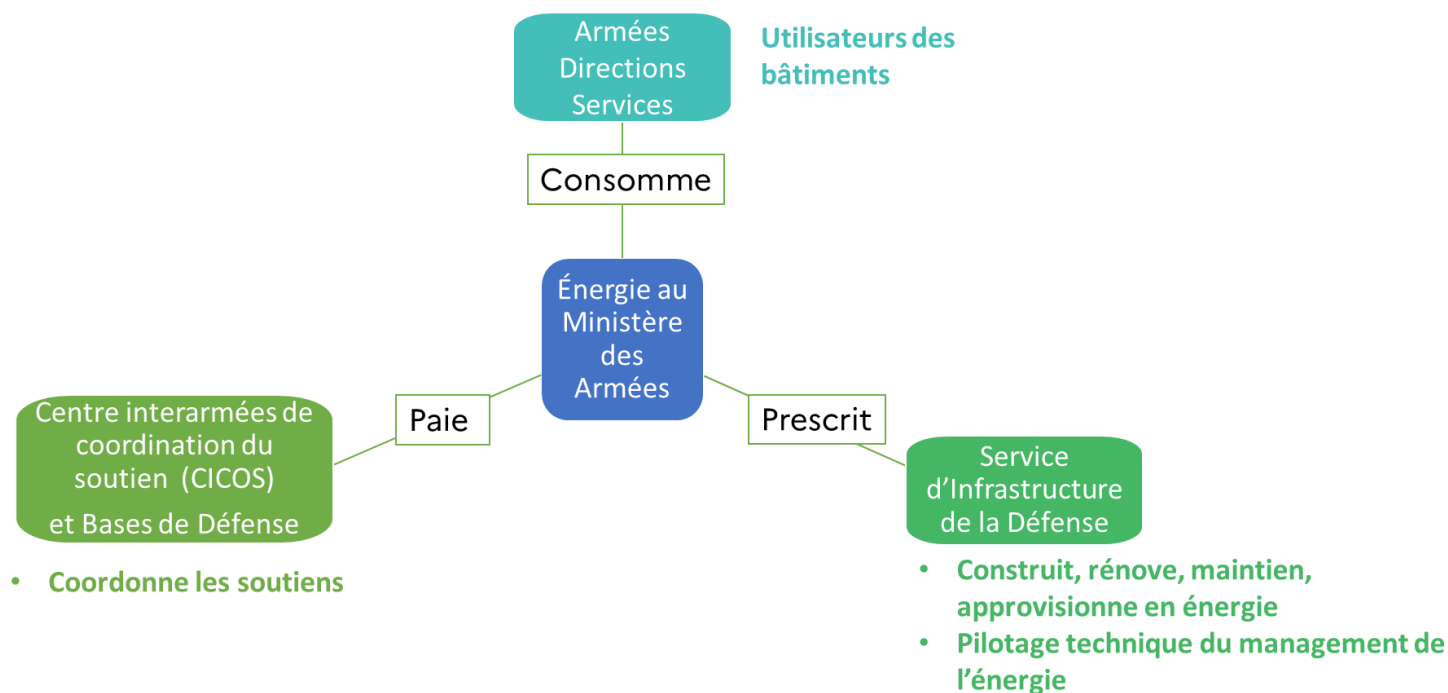 Armées
Directions
Services
Utilisateurs des
bâtiments
Consomme
Énergie au
Ministère
des
Armées
Paie
Prescrit
Centre interarmées de
coordination du
soutien (CICOS)
et Bases de Défense
• Coordonne les soutiens
Service
d’Infrastructure
de la Défense
• Construit, rénove, maintien,
approvisionne en énergie
• Pilotage technique du management de
l’énergie